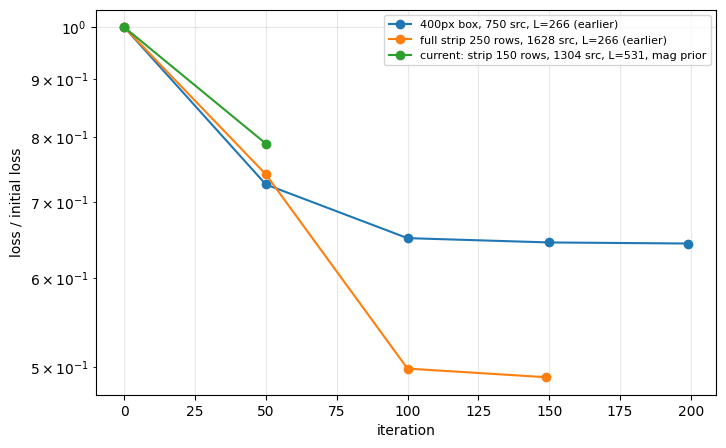 400px box, 750 src, L=266 (earlier)
full strip 250 rows, 1628 src, L=266 (earlier)
current: strip 150 rows, 1304 src, L=531, mag prior
10⁰
9 × 10⁻¹
8 × 10⁻¹
7 × 10⁻¹
6 × 10⁻¹
5 × 10⁻¹
loss / initial loss
0 25 50 75 100 125 150 175 200
iteration